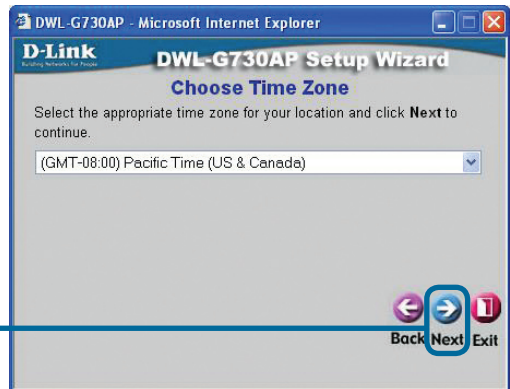 DWL-G730AP - Microsoft Internet Explorer
D-Link
Building Networks for People
DWL-G730AP Setup Wizard
Choose Time Zone
Select the appropriate time zone for your location and click Next to
continue.
(GMT-08:00) Pacific Time (US & Canada)
Back Next Exit